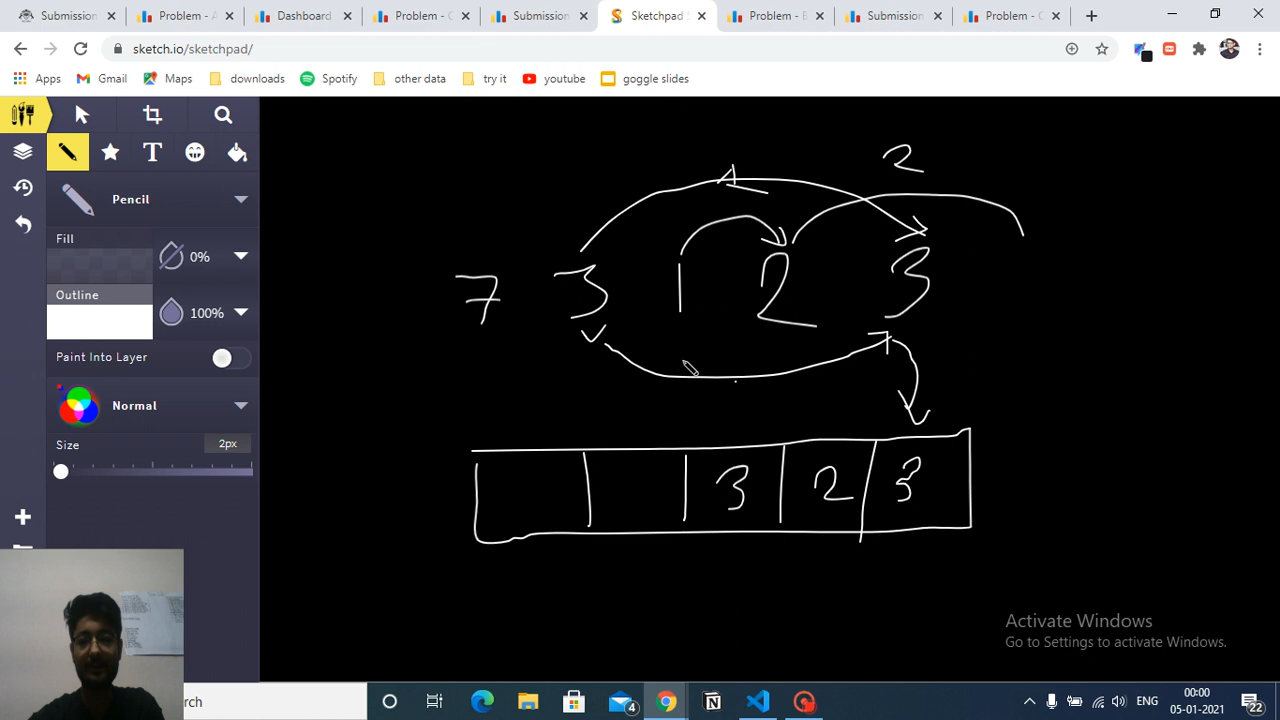 Submission
Problem - A
Dashboard
Problem - C
Submission
Sketchpad
Problem - E
Submission
Problem - C
sketch.io/sketchpad/
Apps Gmail Maps downloads Spotify other data try it youtube goggle slides
Pencil
Fill
0%
Outline
100%
Paint Into Layer
Normal
Size 2px
1 2
7 3 1 2 3
3 2 3
Activate Windows
Go to Settings to activate Windows.
rch
4
N
ENG
00:00
05-01-2021
22